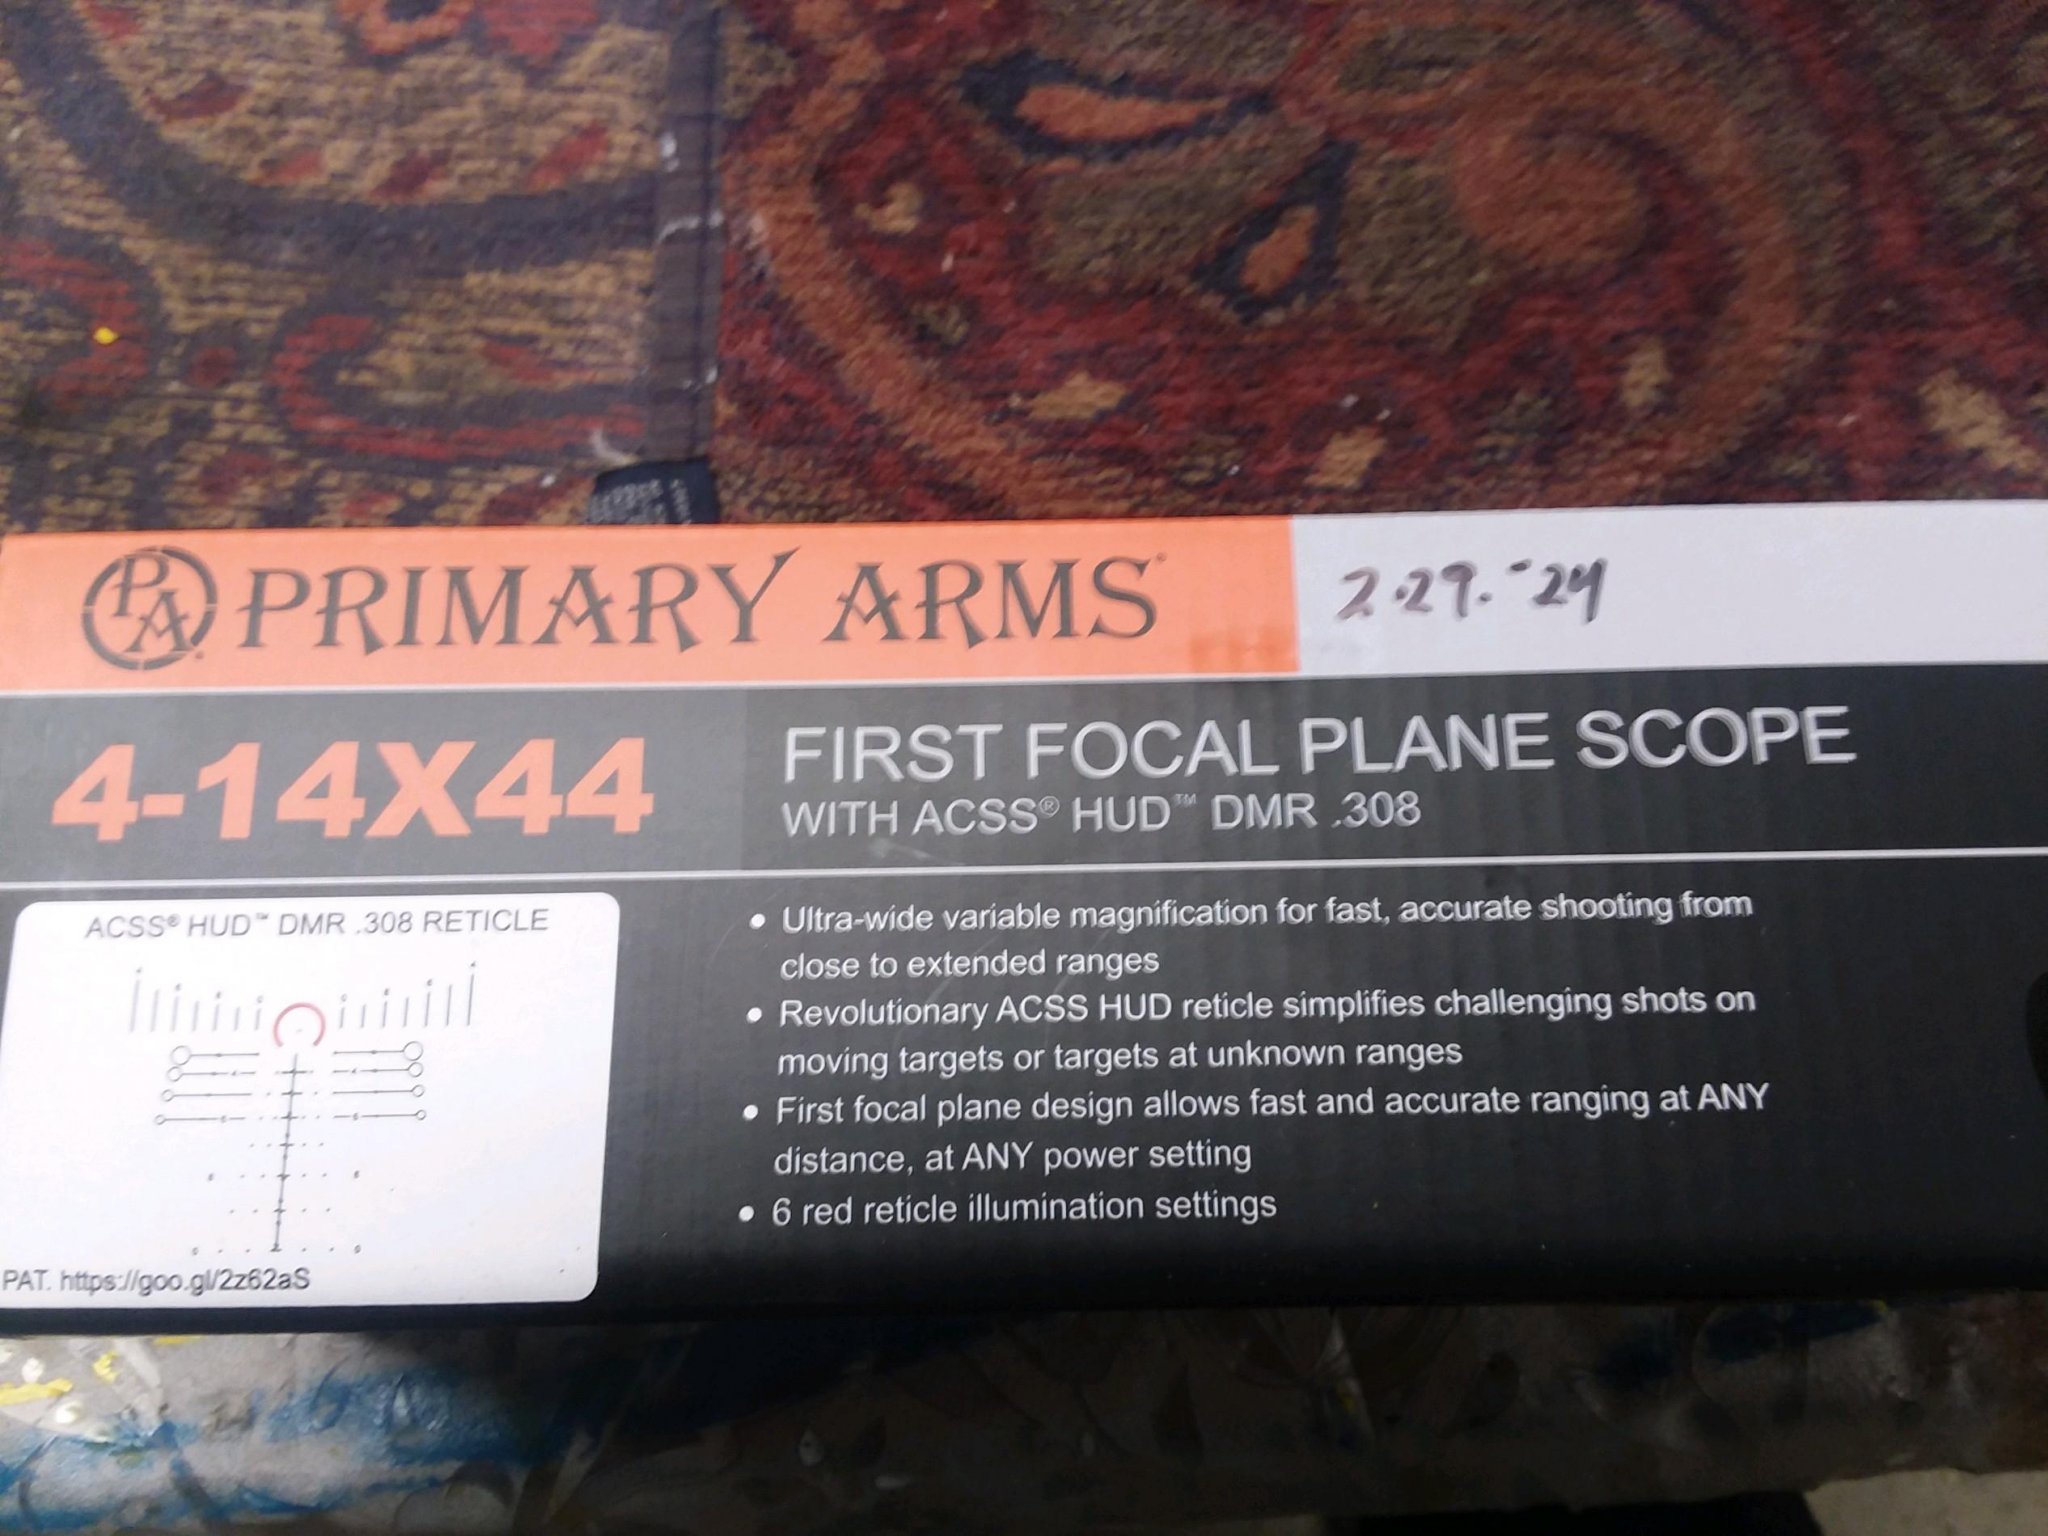 PA PRIMARY ARMS®
2.29.-24
4-14X44
FIRST FOCAL PLANE SCOPE
WITH ACSS® HUD™ DMR .308
ACSS® HUD™ DMR .308 RETICLE
PAT. https://goo.gl/2z62aS
• Ultra-wide variable magnification for fast, accurate shooting from
close to extended ranges
• Revolutionary ACSS HUD reticle simplifies challenging shots on
moving targets or targets at unknown ranges
• First focal plane design allows fast and accurate ranging at ANY
distance, at ANY power setting
• 6 red reticle illumination settings